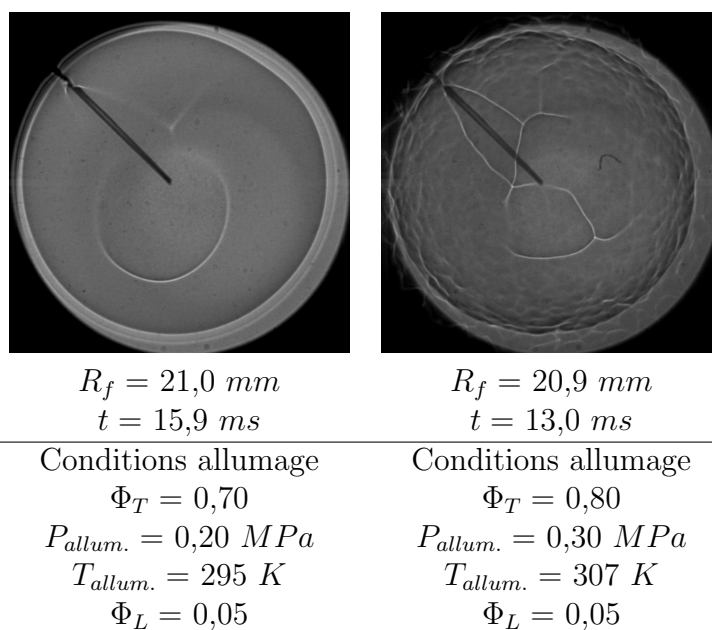 R_f = 21,0 mm R_f = 20,9 mm
t = 15,9 ms t = 13,0 ms
Conditions allumage Conditions allumage
Φ_T = 0,70 Φ_T = 0,80
P_allum. = 0,20 MPa P_allum. = 0,30 MPa
T_allum. = 295 K T_allum. = 307 K
Φ_L = 0,05 Φ_L = 0,05